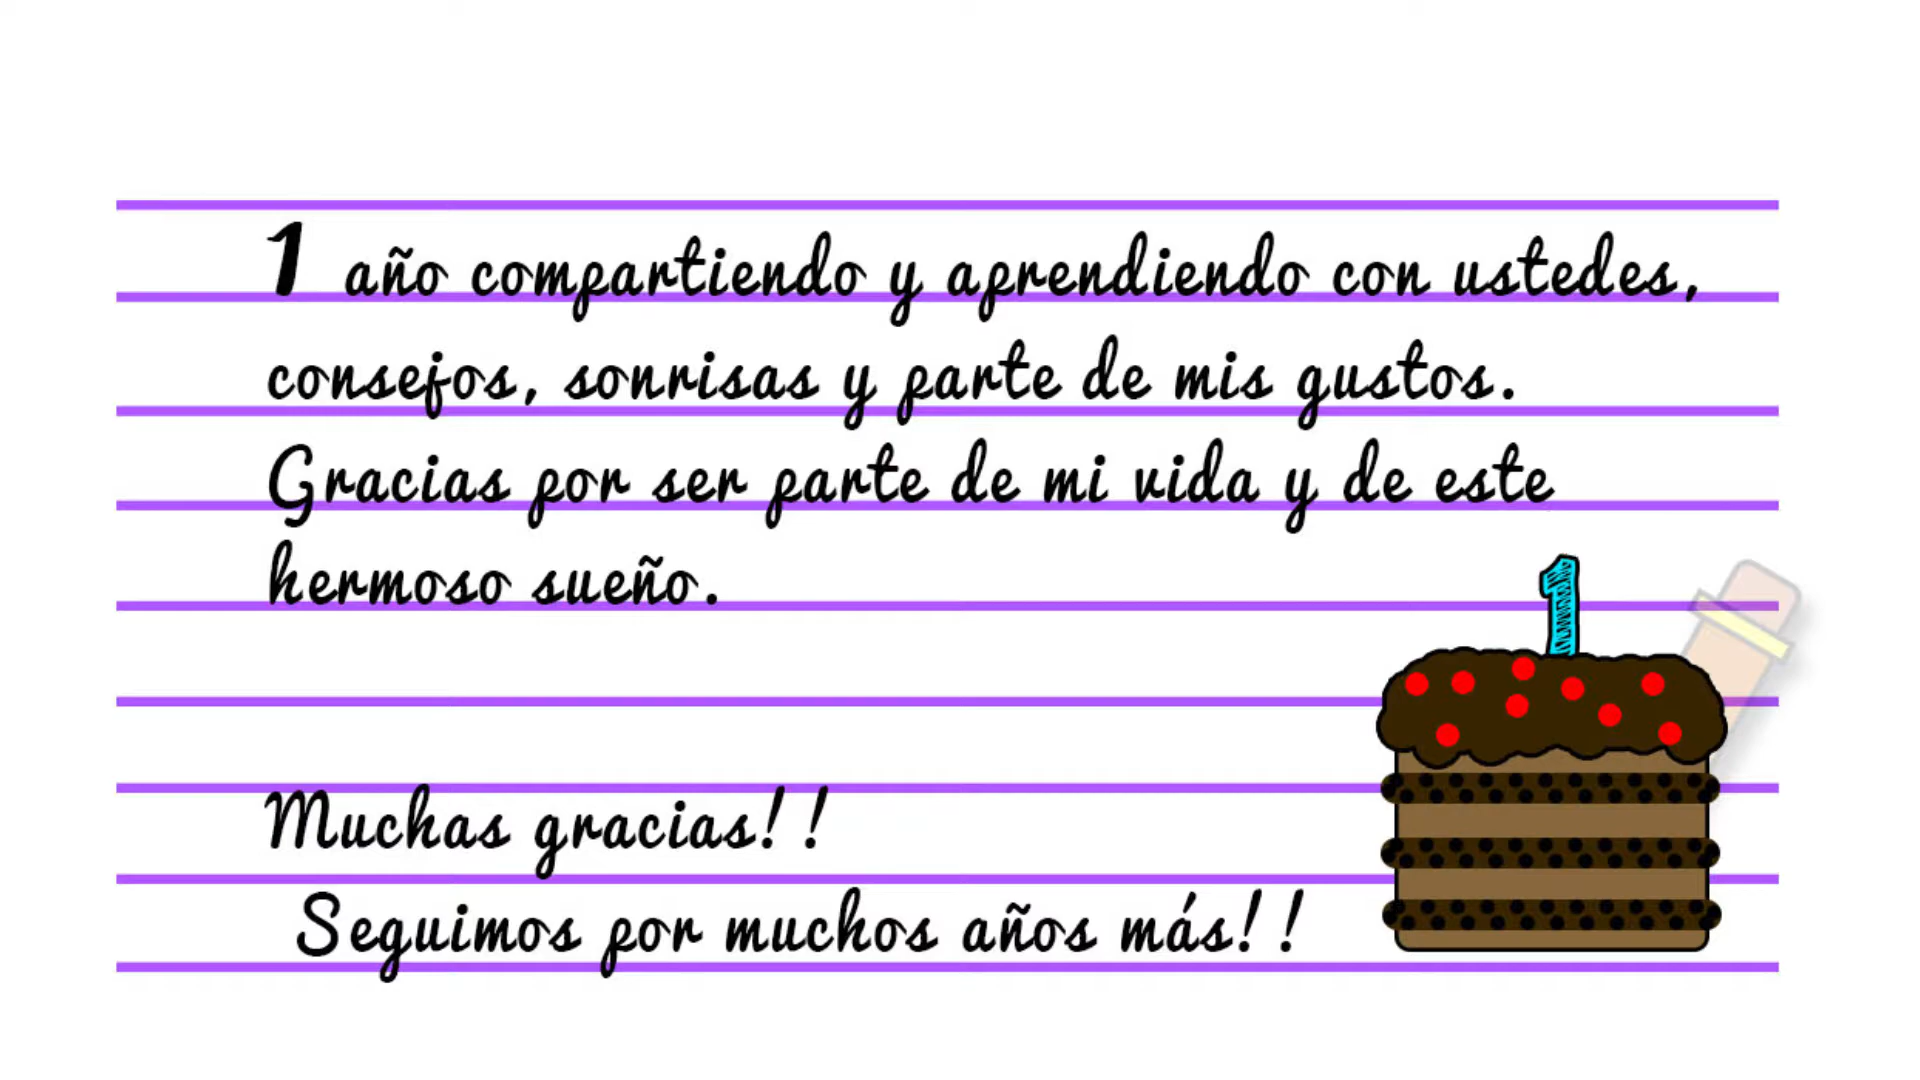 1 año compartiendo y aprendiendo con ustedes,
consejos, sonrisas y parte de mis gustos.
Gracias por ser parte de mi vida y de este
hermoso sueño.
1
Muchas gracias!!
Seguimos por muchos años más!!